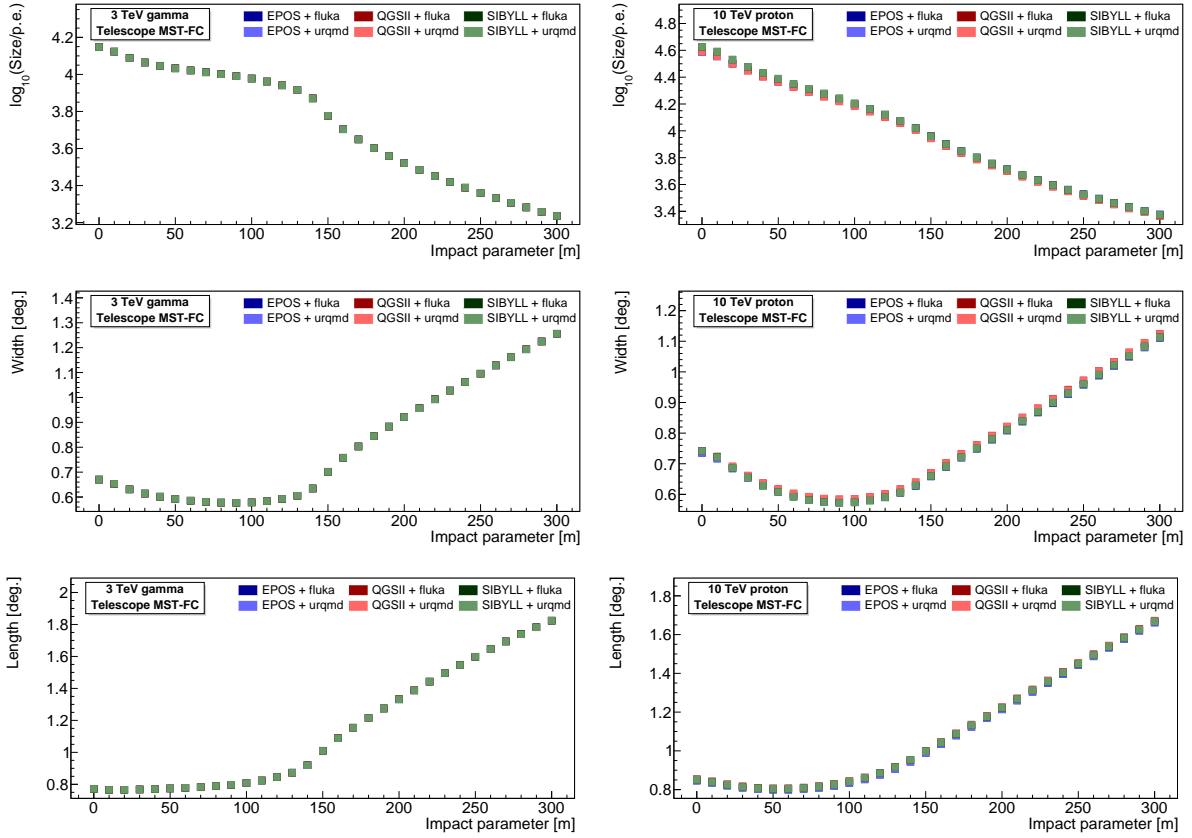 3 TeV gamma
Telescope MST-FC
EPOS + fluka QGSII + fluka SIBYLL + fluka
EPOS + urqmd QGSII + urqmd SIBYLL + urqmd
log10(Size/p.e.)
4.2
4
3.8
3.6
3.4
3.2
0 50 100 150 200 250 300
Impact parameter [m]
10 TeV proton
Telescope MST-FC
EPOS + fluka QGSII + fluka SIBYLL + fluka
EPOS + urqmd QGSII + urqmd SIBYLL + urqmd
log10(Size/p.e.)
4.8
4.6
4.4
4.2
4
3.8
3.6
3.4
0 50 100 150 200 250 300
Impact parameter [m]
3 TeV gamma
Telescope MST-FC
EPOS + fluka QGSII + fluka SIBYLL + fluka
EPOS + urqmd QGSII + urqmd SIBYLL + urqmd
Width [deg.]
1.4
1.3
1.2
1.1
1
0.9
0.8
0.7
0.6
0 50 100 150 200 250 300
Impact parameter [m]
10 TeV proton
Telescope MST-FC
EPOS + fluka QGSII + fluka SIBYLL + fluka
EPOS + urqmd QGSII + urqmd SIBYLL + urqmd
Width [deg.]
1.2
1.1
1
0.9
0.8
0.7
0.6
0 50 100 150 200 250 300
Impact parameter [m]
3 TeV gamma
Telescope MST-FC
EPOS + fluka QGSII + fluka SIBYLL + fluka
EPOS + urqmd QGSII + urqmd SIBYLL + urqmd
Length [deg.]
2
1.8
1.6
1.4
1.2
1
0.8
0 50 100 150 200 250 300
Impact parameter [m]
10 TeV proton
Telescope MST-FC
EPOS + fluka QGSII + fluka SIBYLL + fluka
EPOS + urqmd QGSII + urqmd SIBYLL + urqmd
Length [deg.]
1.8
1.6
1.4
1.2
1
0.8
0 50 100 150 200 250 300
Impact parameter [m]